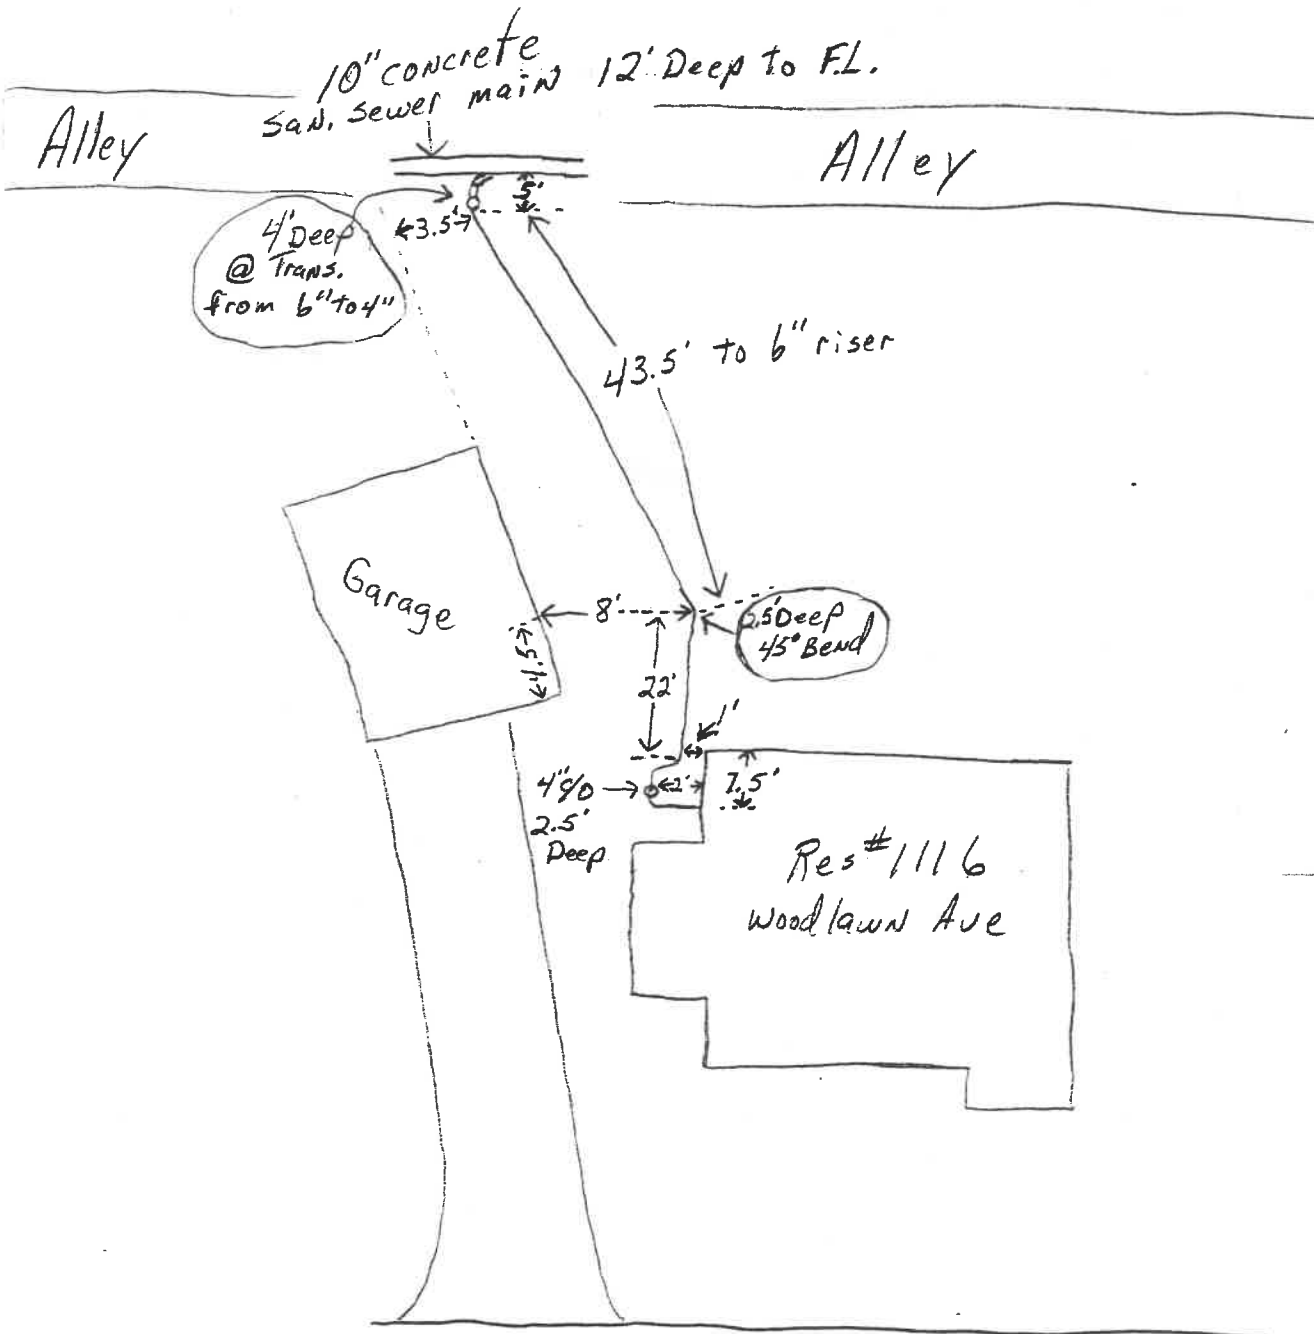 10" concrete
San. Sewer main 12' Deep to F.L.
Alley
Alley
5'
3.5'
4' Deep
@ Trans.
from 6" to 4"
43.5' to 6" riser
Garage
8'
2.5' Deep
45° Bend
4.5'
22'
1'
4" c/o
2.5'
Deep
2'
7.5'
Res #1116
Woodlawn Ave